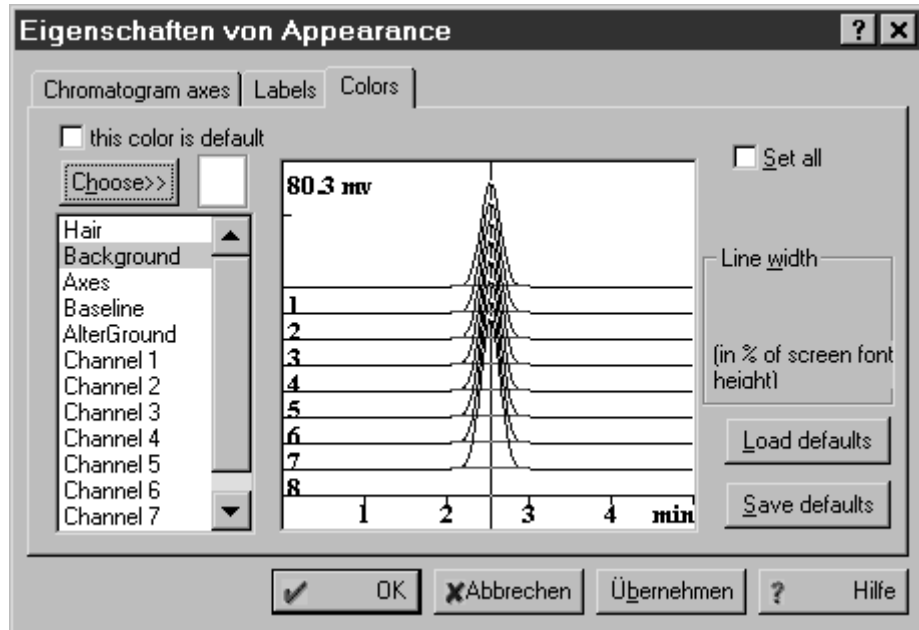 Eigenschaften von Appearance
? ×
Chromatogram axes
Labels
Colors
this color is default
Choose>>
Hair
Background
Axes
Baseline
AlterGround
Channel 1
Channel 2
Channel 3
Channel 4
Channel 5
Channel 6
Channel 7
80.3 mv
1
2
3
4
5
6
7
8
1 2 3 4 min
Set all
Line width
(in % of screen font
height)
Load defaults
Save defaults
OK
Abbrechen
Übernehmen
? Hilfe